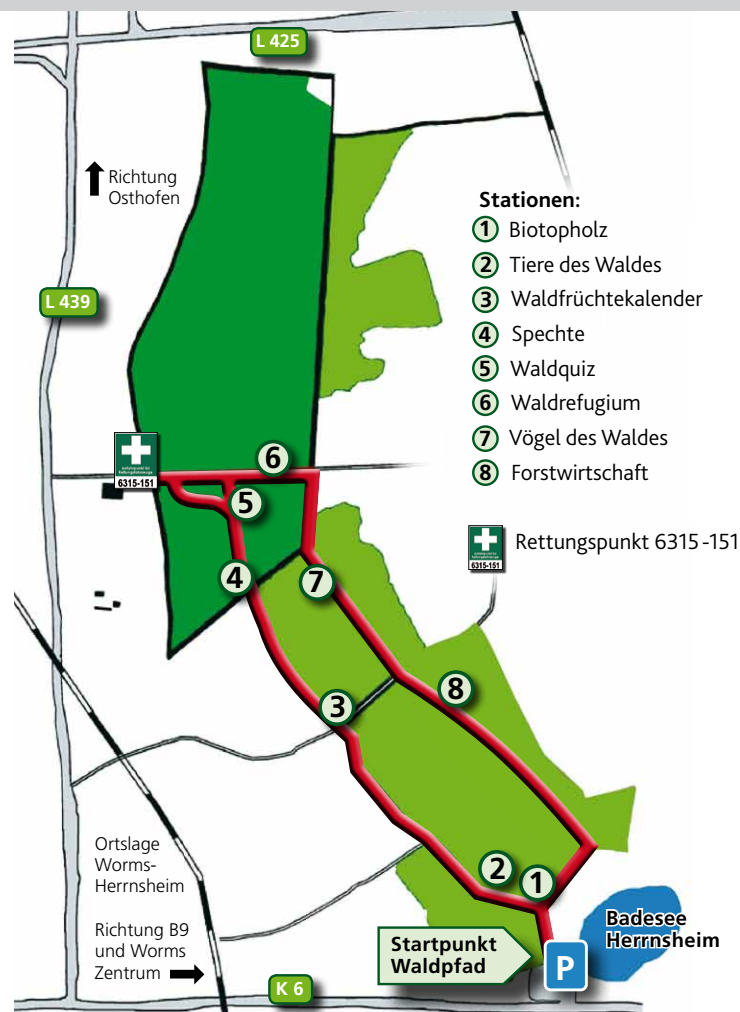 L 425
Richtung
Osthofen
L 439
Stationen:
1 Biotopholz
2 Tiere des Waldes
3 Waldfrüchtekalender
4 Spechte
5 Waldquiz
6 Waldrefugium
7 Vögel des Waldes
8 Forstwirtschaft
6315-151
6315-151
Rettungspunkt 6315-151
6
5
4
7
8
3
2
1
Ortslage
Worms-
Herrnsheim
Richtung B9
und Worms
Zentrum
Startpunkt
Waldpfad
P
Badesee
Herrnsheim
K 6